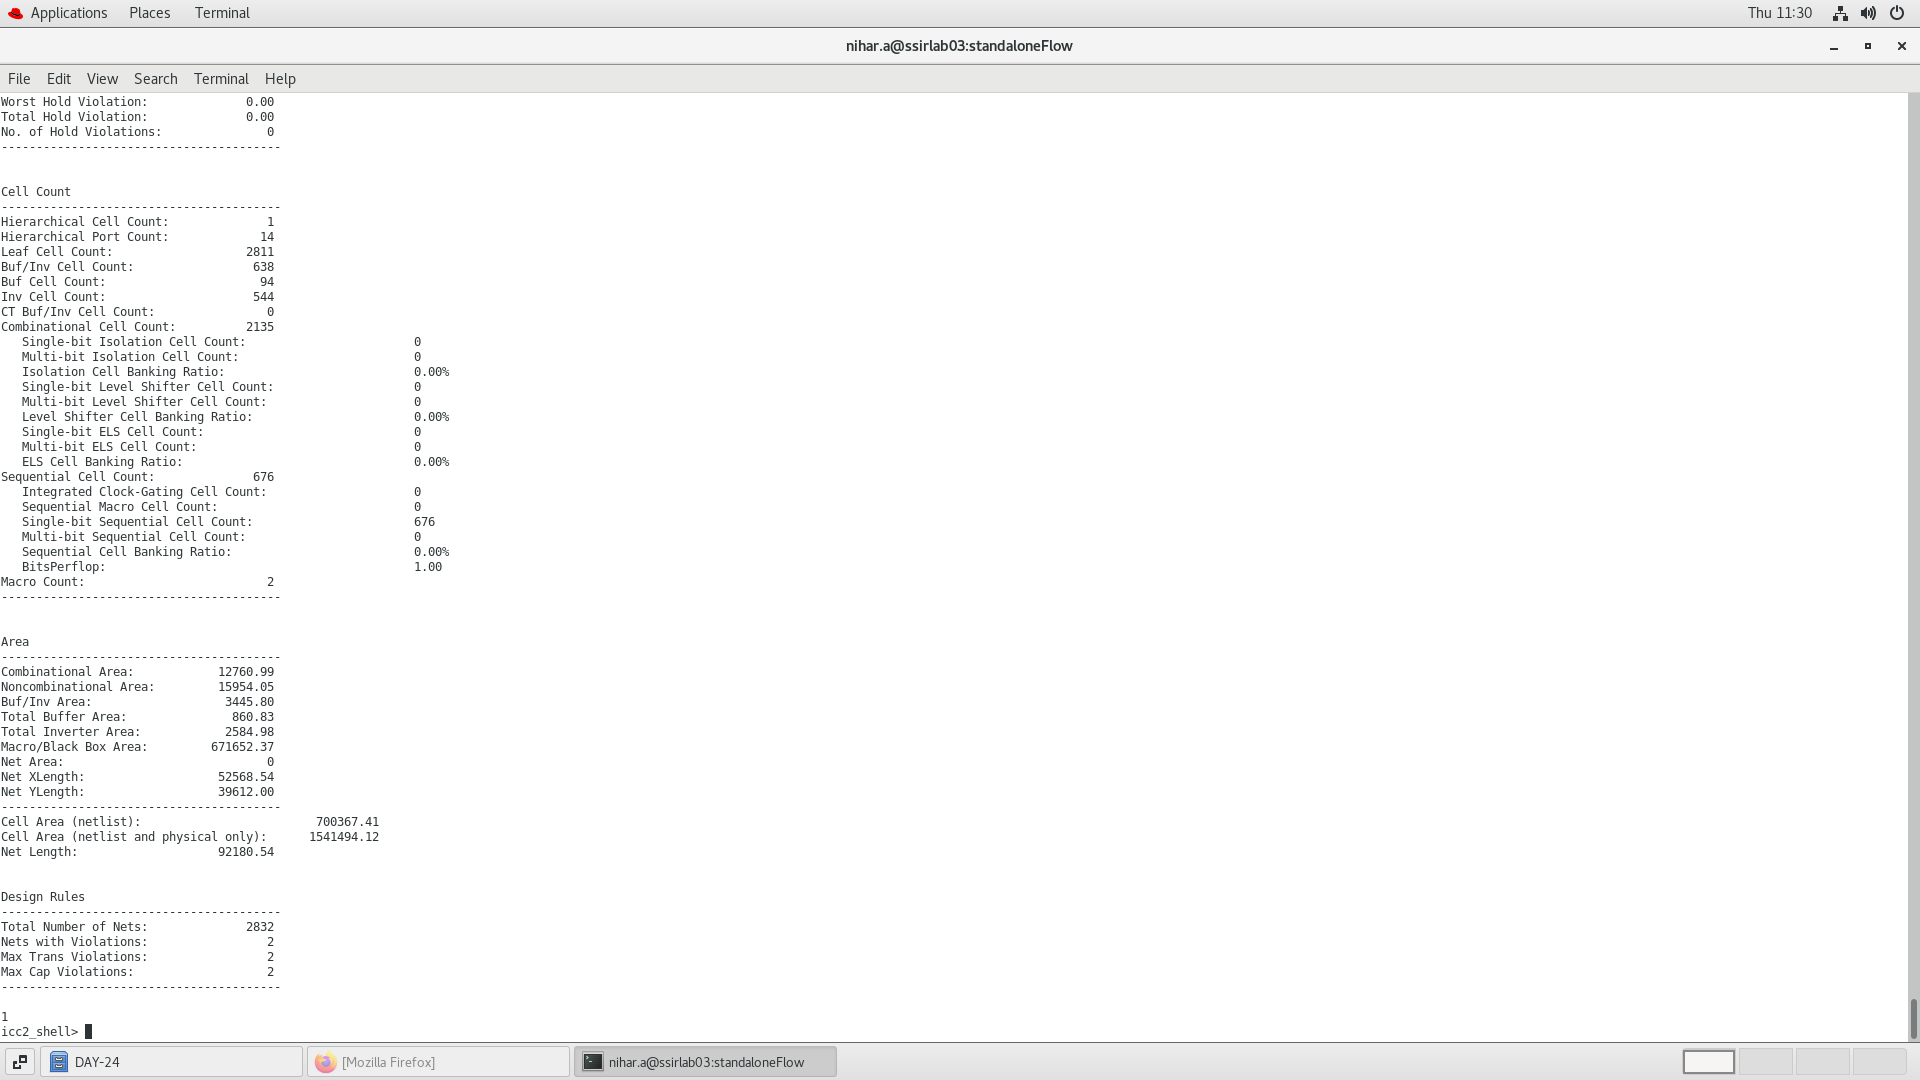 Applications Places Terminal Thu 11:30
nihar.a@ssirlab03:standaloneFlow
File Edit View Search Terminal Help
Worst Hold Violation: 0.00
Total Hold Violation: 0.00
No. of Hold Violations: 0
----------------------------------------
Cell Count
----------------------------------------
Hierarchical Cell Count: 1
Hierarchical Port Count: 14
Leaf Cell Count: 2811
Buf/Inv Cell Count: 638
Buf Cell Count: 94
Inv Cell Count: 544
CT Buf/Inv Cell Count: 0
Combinational Cell Count: 2135
Single-bit Isolation Cell Count: 0
Multi-bit Isolation Cell Count: 0
Isolation Cell Banking Ratio: 0.00%
Single-bit Level Shifter Cell Count: 0
Multi-bit Level Shifter Cell Count: 0
Level Shifter Cell Banking Ratio: 0.00%
Single-bit ELS Cell Count: 0
Multi-bit ELS Cell Count: 0
ELS Cell Banking Ratio: 0.00%
Sequential Cell Count: 676
Integrated Clock-Gating Cell Count: 0
Sequential Macro Cell Count: 0
Single-bit Sequential Cell Count: 676
Multi-bit Sequential Cell Count: 0
Sequential Cell Banking Ratio: 0.00%
BitsPerflop: 1.00
Macro Count: 2
----------------------------------------
Area
----------------------------------------
Combinational Area: 12760.99
Noncombinational Area: 15954.05
Buf/Inv Area: 3445.80
Total Buffer Area: 860.83
Total Inverter Area: 2584.98
Macro/Black Box Area: 671652.37
Net Area: 0
Net XLength: 52568.54
Net YLength: 39612.00
----------------------------------------
Cell Area (netlist): 700367.41
Cell Area (netlist and physical only): 1541494.12
Net Length: 92180.54
Design Rules
----------------------------------------
Total Number of Nets: 2832
Nets with Violations: 2
Max Trans Violations: 2
Max Cap Violations: 2
----------------------------------------
1
icc2_shell>
DAY-24 [Mozilla Firefox] nihar.a@ssirlab03:standaloneFlow